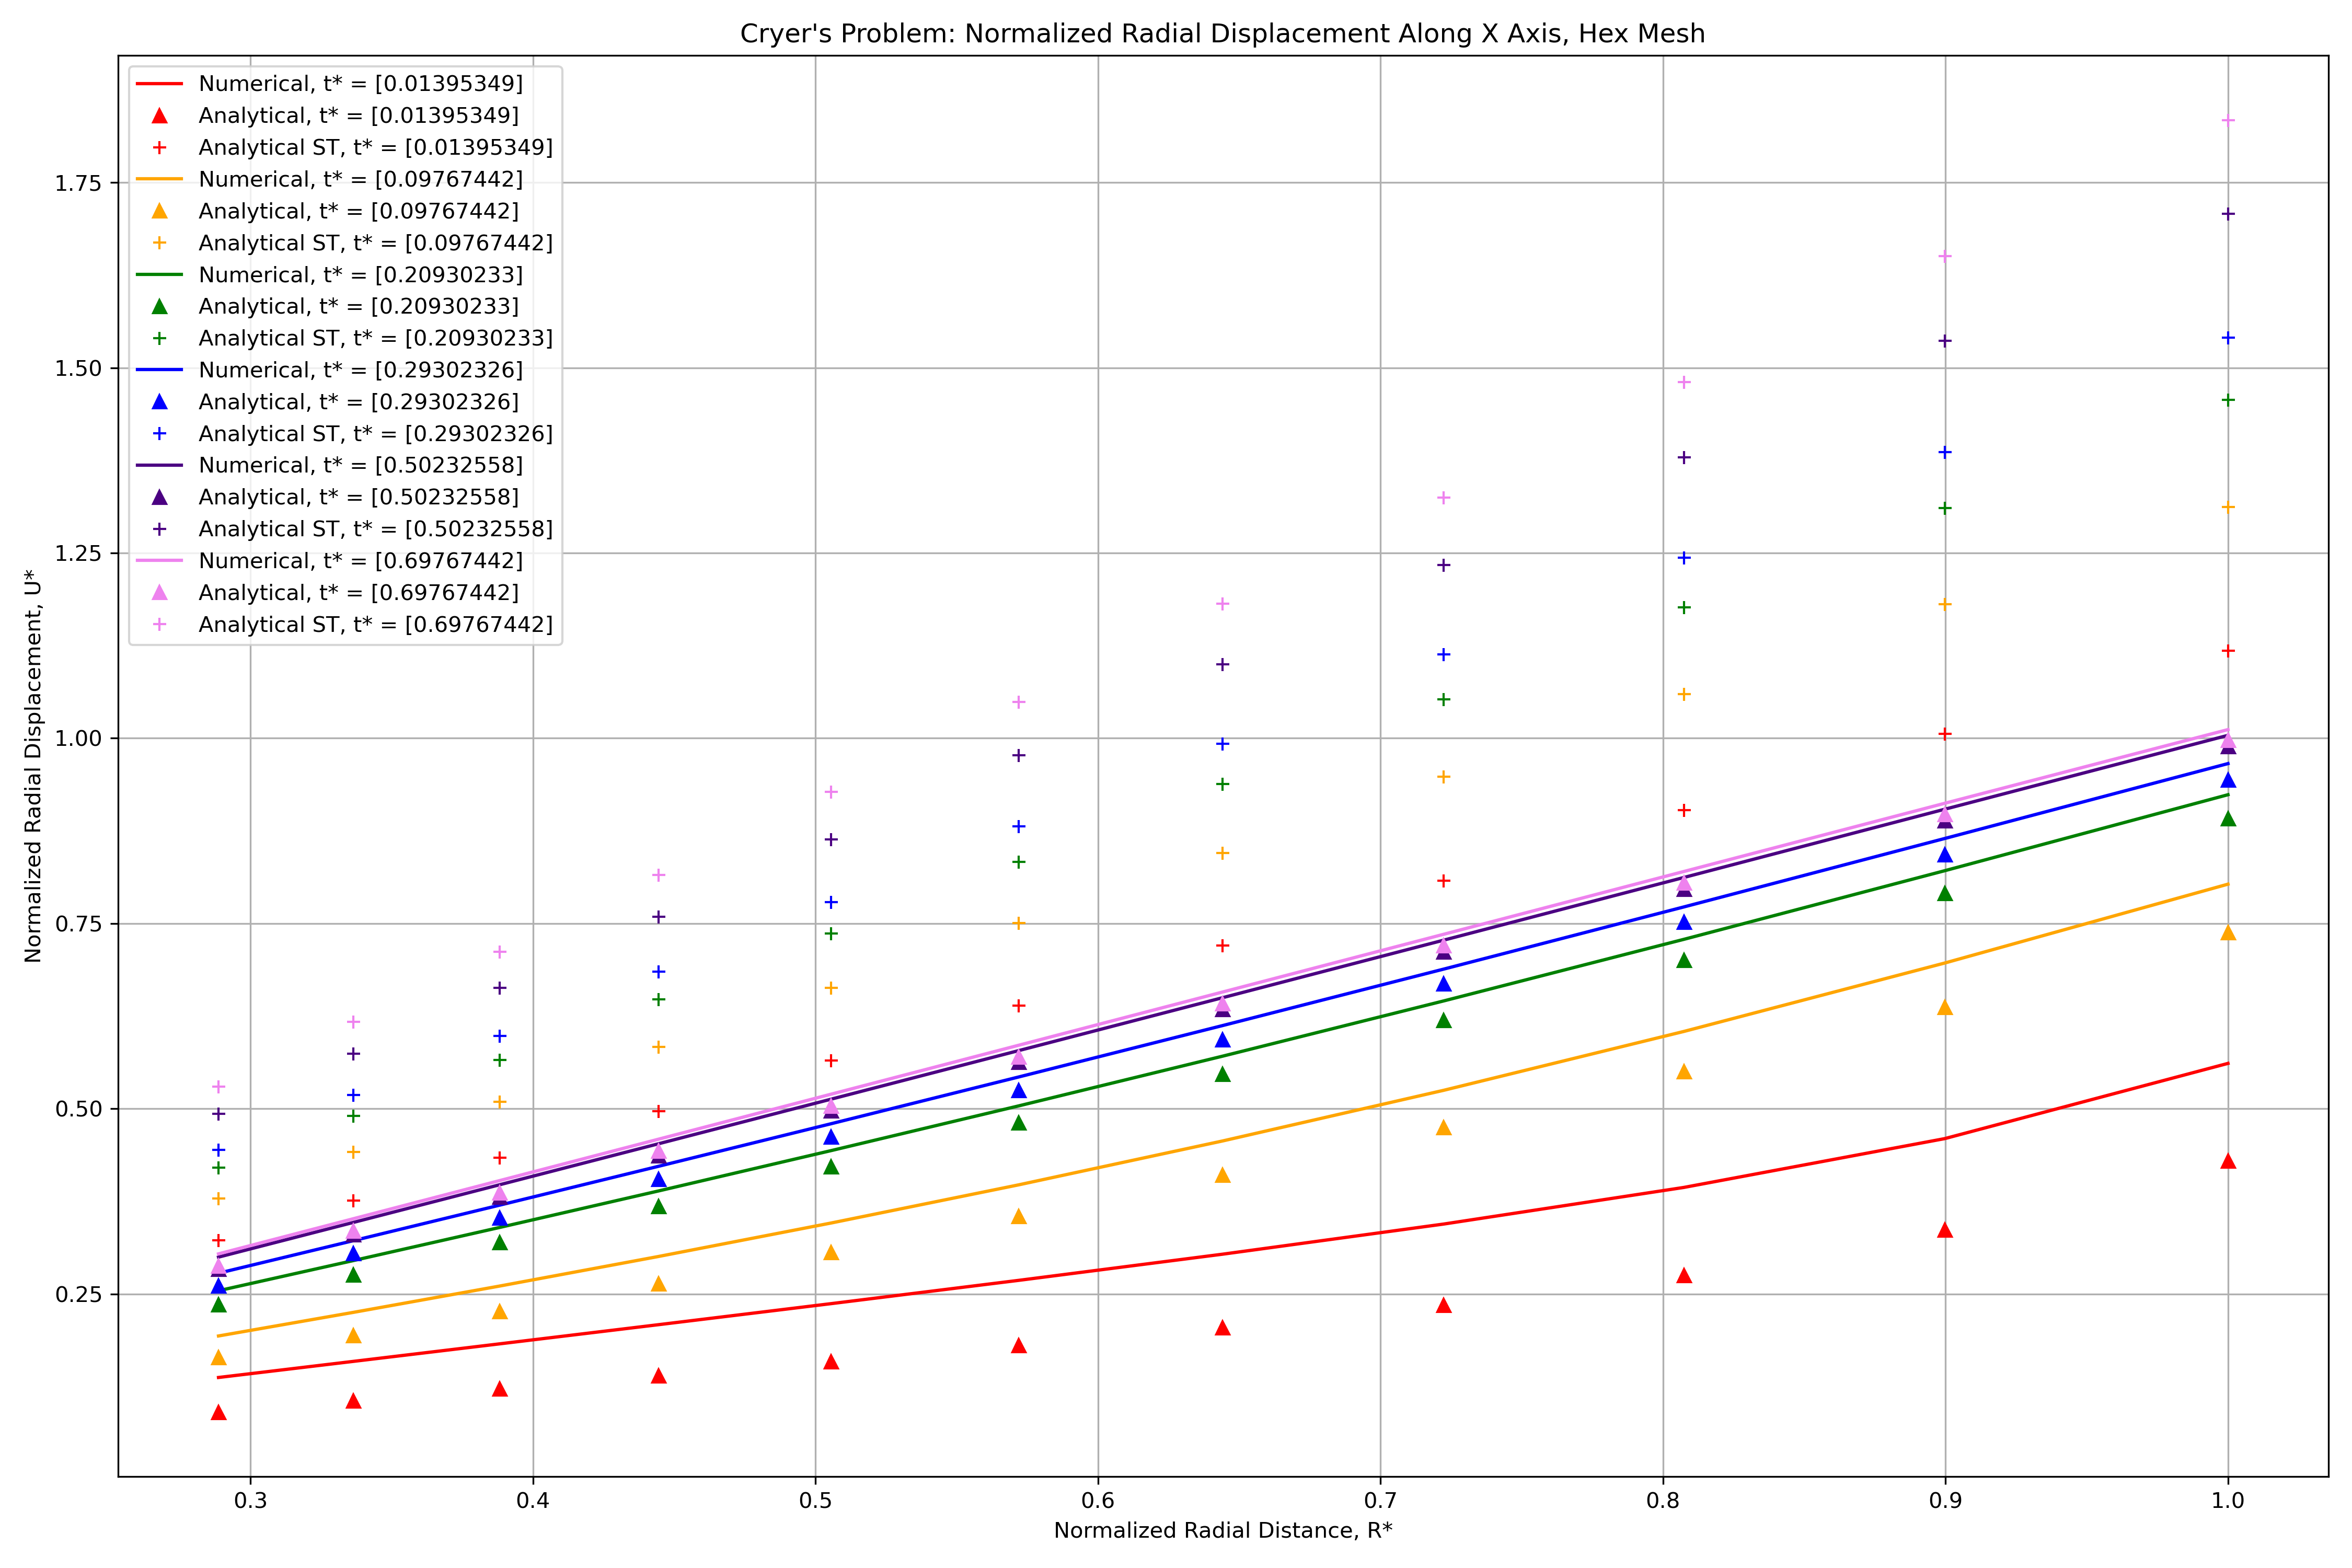 Cryer's Problem: Normalized Radial Displacement Along X Axis, Hex Mesh
Numerical, t* = [0.01395349]
Analytical, t* = [0.01395349]
Analytical ST, t* = [0.01395349]
Numerical, t* = [0.09767442]
Analytical, t* = [0.09767442]
Analytical ST, t* = [0.09767442]
Numerical, t* = [0.20930233]
Analytical, t* = [0.20930233]
Analytical ST, t* = [0.20930233]
Numerical, t* = [0.29302326]
Analytical, t* = [0.29302326]
Analytical ST, t* = [0.29302326]
Numerical, t* = [0.50232558]
Analytical, t* = [0.50232558]
Analytical ST, t* = [0.50232558]
Numerical, t* = [0.69767442]
Analytical, t* = [0.69767442]
Analytical ST, t* = [0.69767442]
Normalized Radial Displacement, U*
1.75
1.50
1.25
1.00
0.75
0.50
0.25
0.3 0.4 0.5 0.6 0.7 0.8 0.9 1.0
Normalized Radial Distance, R*